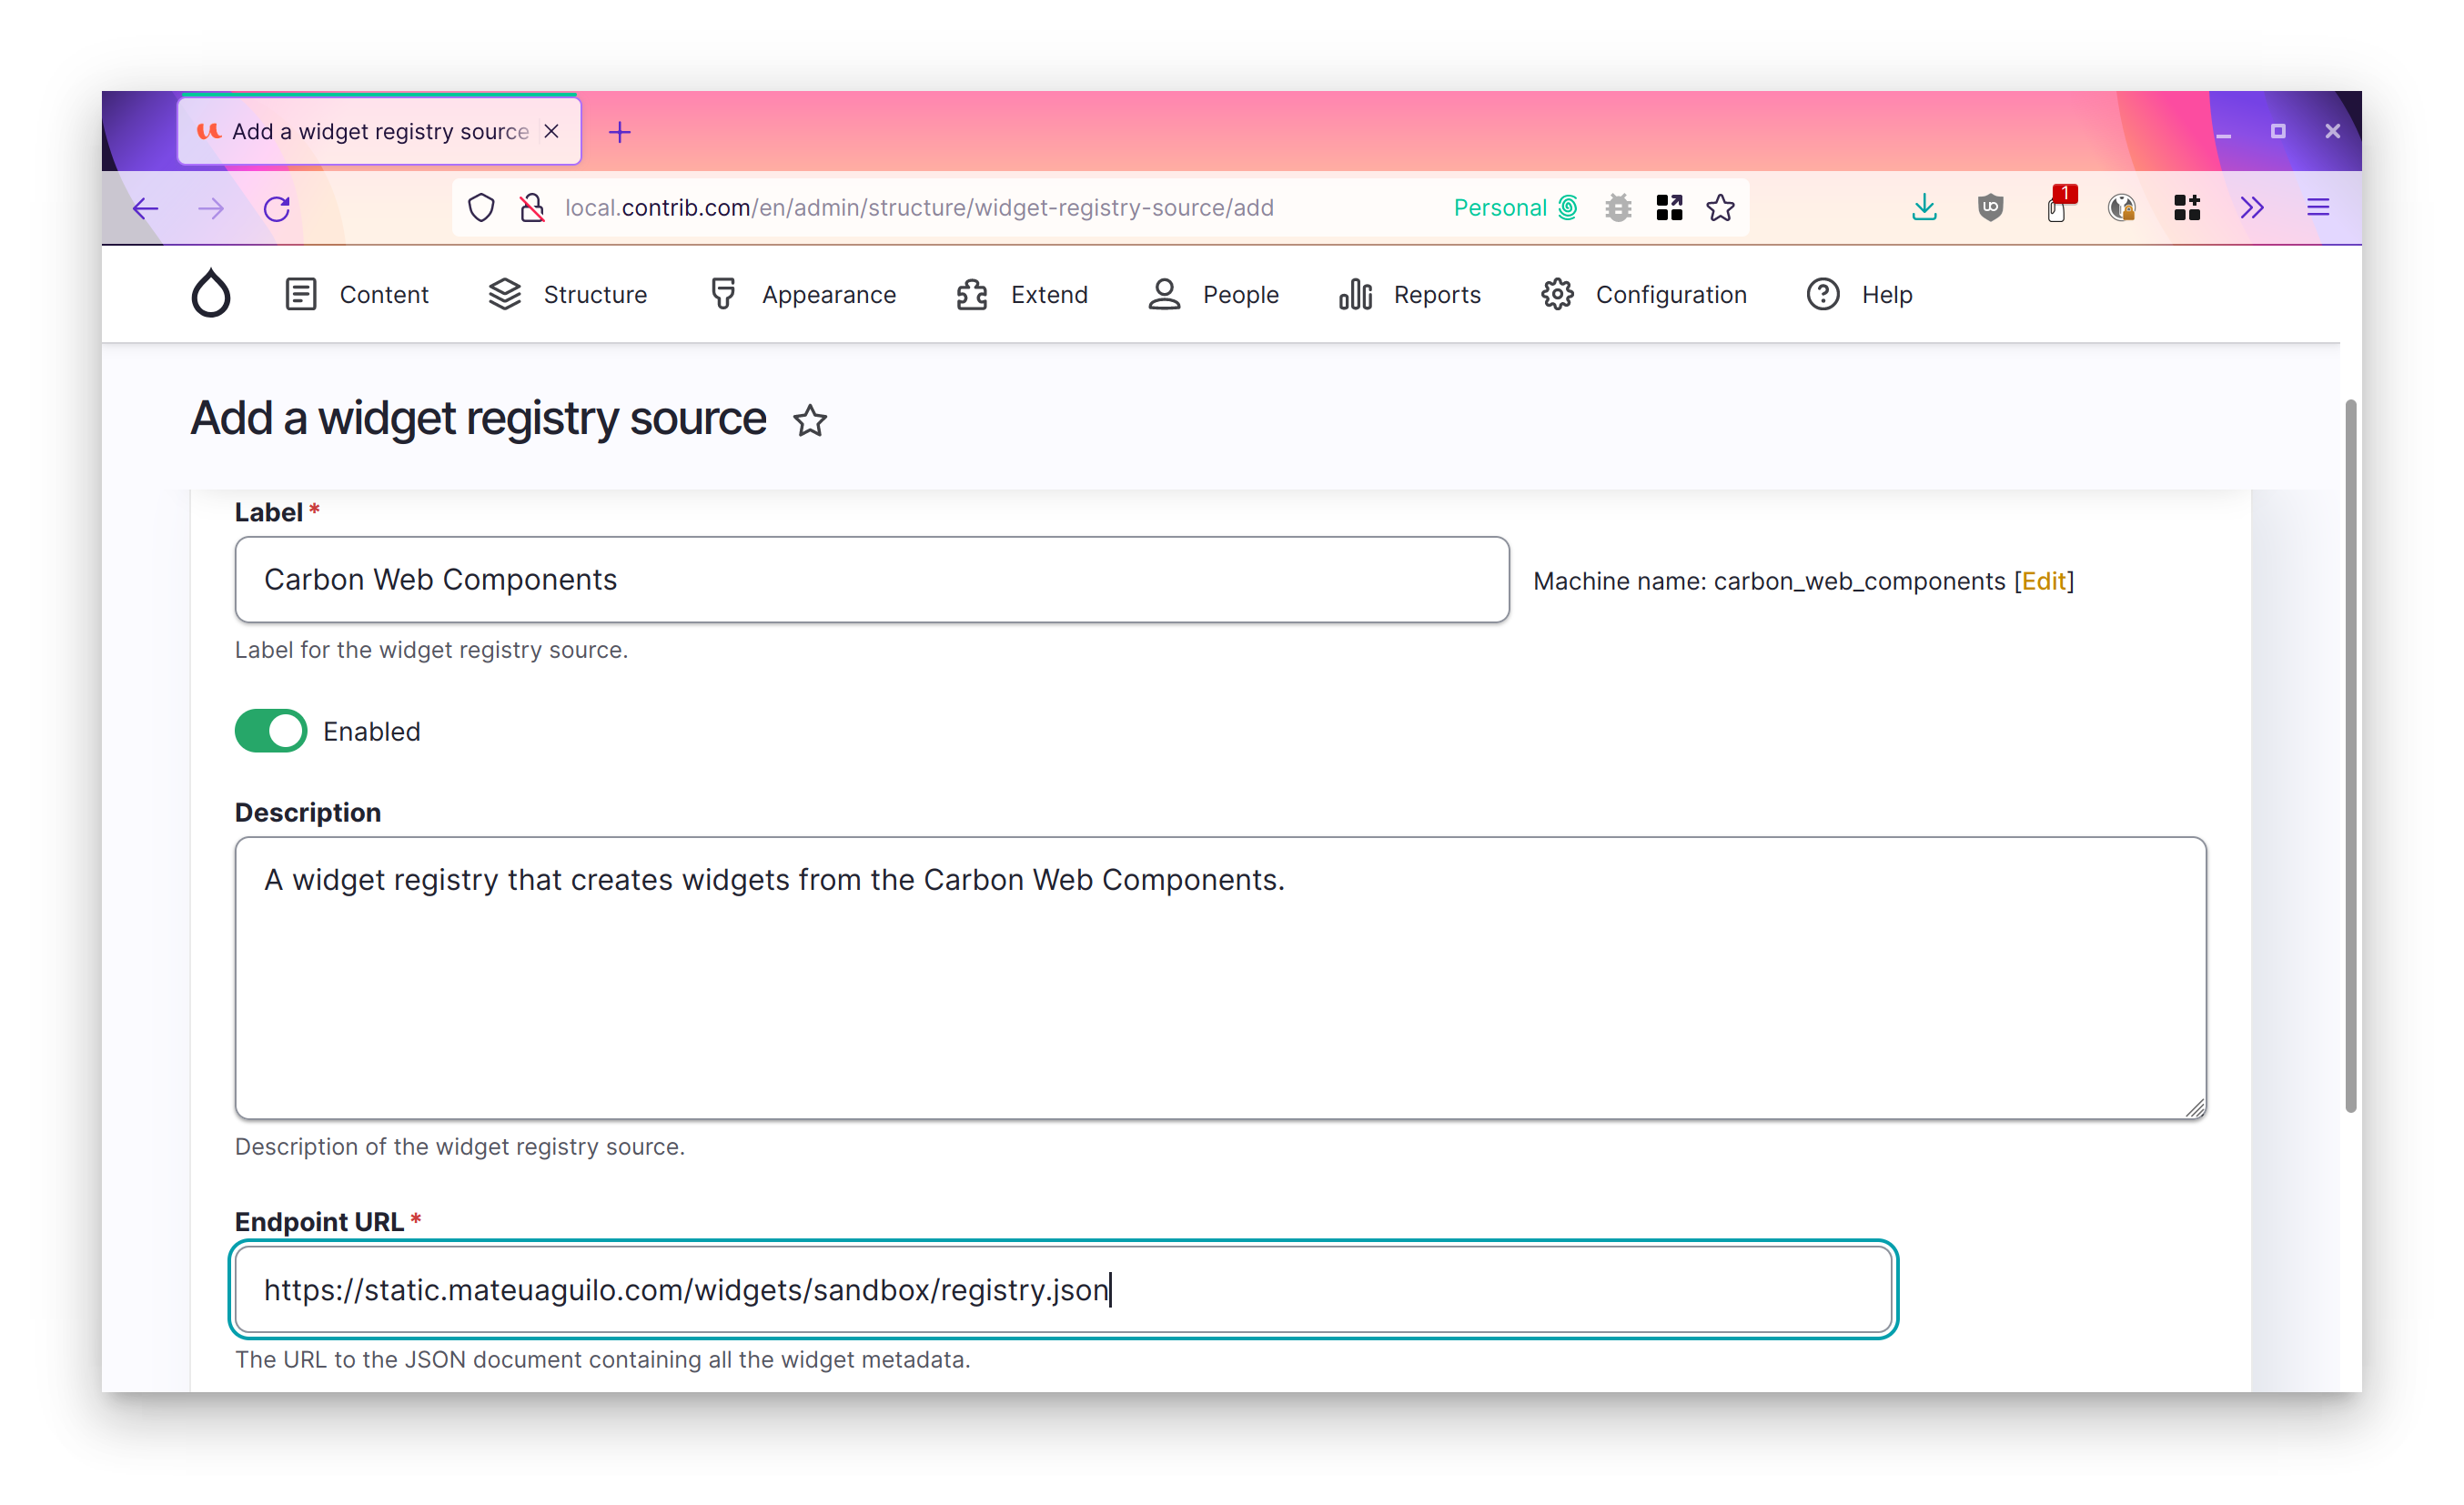 Add a widget registry source
local.contrib.com/en/admin/structure/widget-registry-source/add
Personal
1
Content
Structure
Appearance
Extend
People
Reports
Configuration
Help
Add a widget registry source
Label *
Carbon Web Components
Machine name: carbon_web_components [Edit]
Label for the widget registry source.
Enabled
Description
A widget registry that creates widgets from the Carbon Web Components.
Description of the widget registry source.
Endpoint URL *
https://static.mateuaguilo.com/widgets/sandbox/registry.json
The URL to the JSON document containing all the widget metadata.